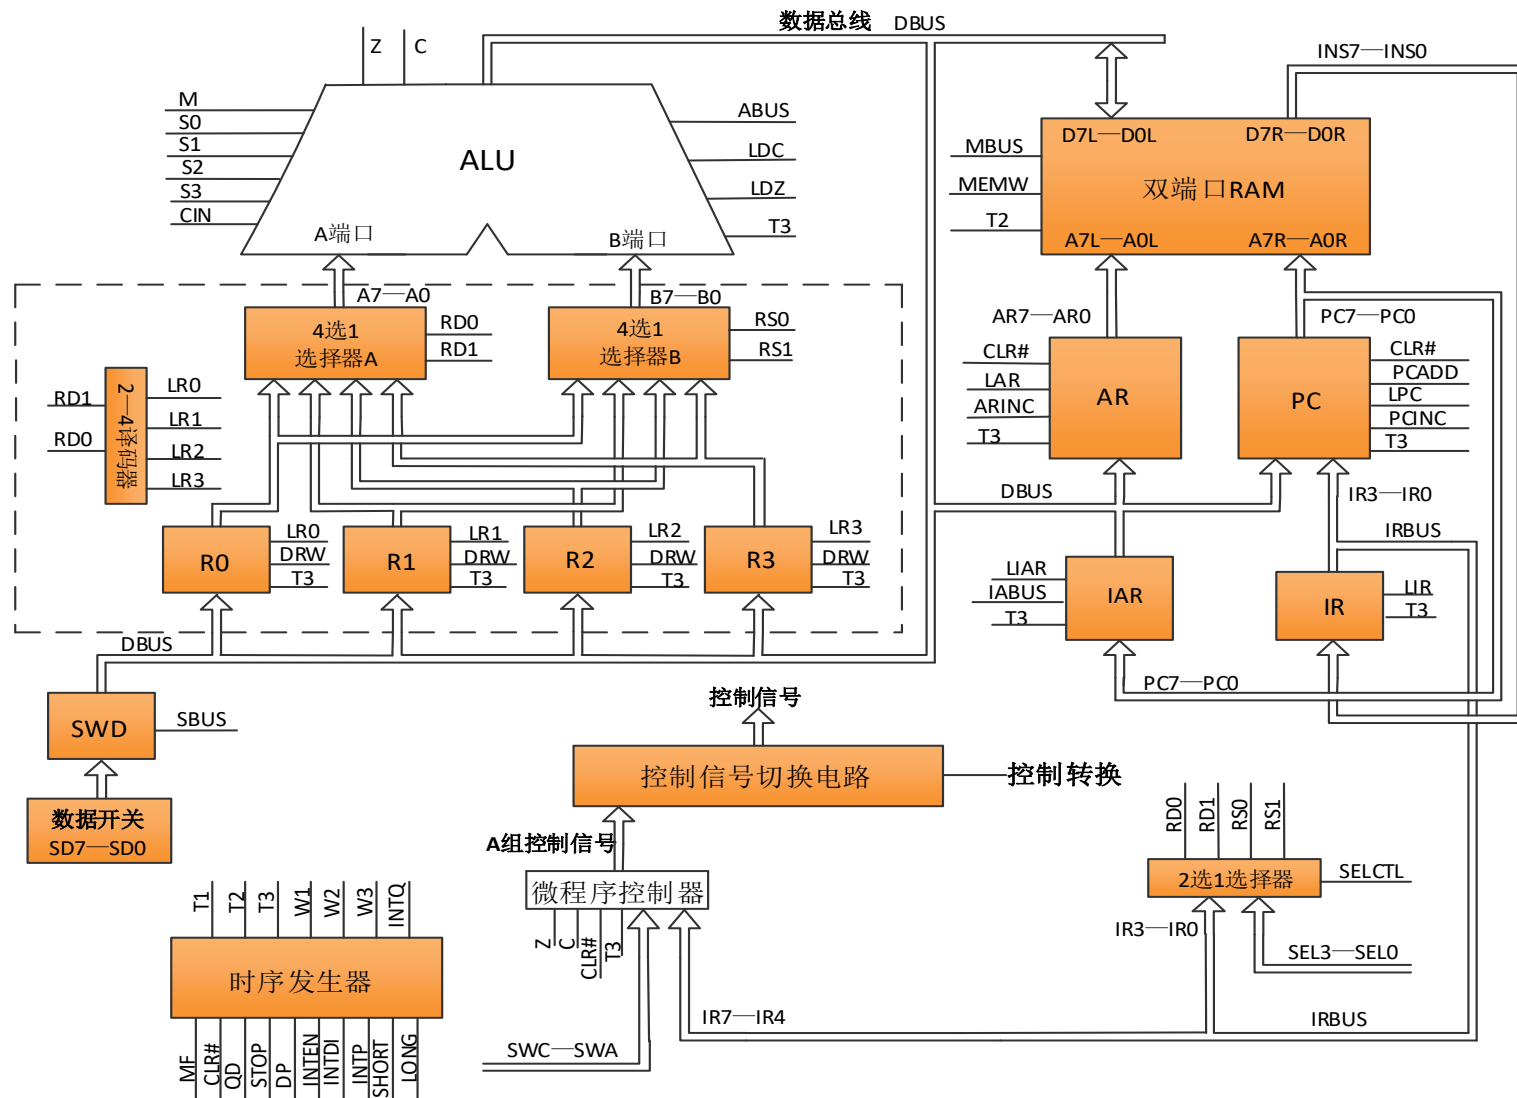 数据总线 DBUS
Z
C
INS7—INS0
M
S0
S1
S2
S3
CIN
ALU
A端口
B端口
ABUS
LDC
LDZ
T3
MBUS
MEMW
T2
D7L—D0L
D7R—D0R
双端口RAM
A7L—A0L
A7R—A0R
A7—A0
B7—B0
4选1
选择器A
RD0
RD1
4选1
选择器B
RS0
RS1
AR7—AR0
PC7—PC0
CLR#
LAR
ARINC
T3
AR
PC
CLR#
PCADD
LPC
PCINC
T3
RD1
RD0
2—4译码器
LR0
LR1
LR2
LR3
DBUS
IR3—IR0
IRBUS
R0
LR0
DRW
T3
R1
LR1
DRW
T3
R2
LR2
DRW
T3
R3
LR3
DRW
T3
LIAR
IABUS
T3
IAR
IR
LIR
T3
DBUS
PC7—PC0
SWD
SBUS
数据开关
SD7—SD0
控制信号
控制信号切换电路
控制转换
A组控制信号
微程序控制器
Z
C
CLR#
T3
RD0
RD1
RS0
RS1
2选1选择器
SELCTL
IR3—IR0
SEL3—SEL0
T1
T2
T3
W1
W2
W3
INTQ
时序发生器
MF
CLR#
QD
STOP
DP
INTEN
INTDI
INTP
SHORT
LONG
SWC—SWA
IR7—IR4
IRBUS